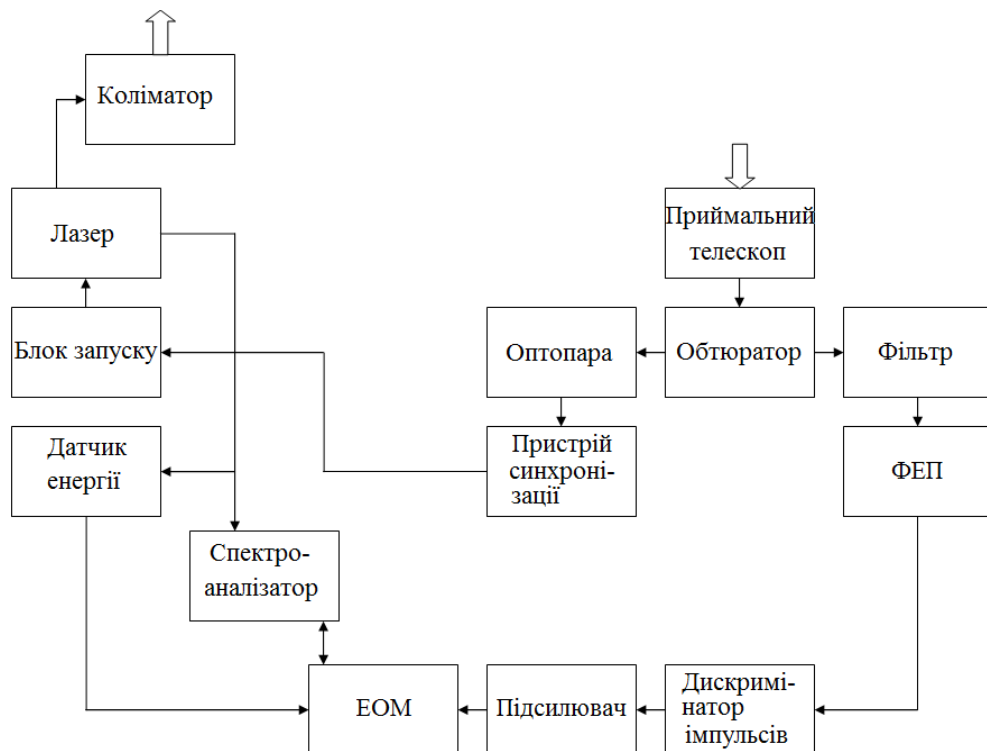 Коліматор
Лазер
Приймальний
телескоп
Блок запуску
Оптопара
Обтюратор
Фільтр
Датчик
енергії
Пристрій
синхроні-
зації
ФЕП
Спектро-
аналізатор
ЕОМ
Підсилювач
Дискримі-
натор
імпульсів